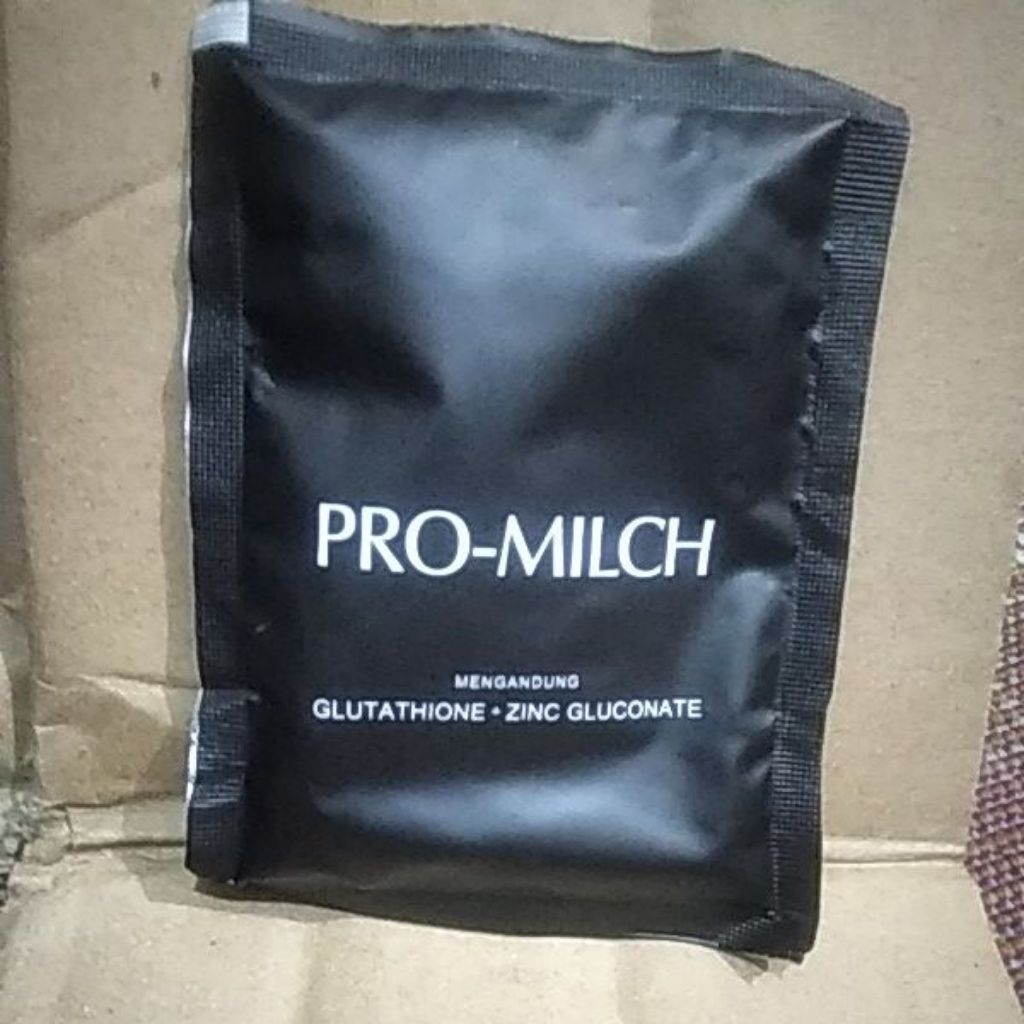 PRO-MILCH
MENGANDUNG
GLUTATHIONE • ZINC GLUCONATE